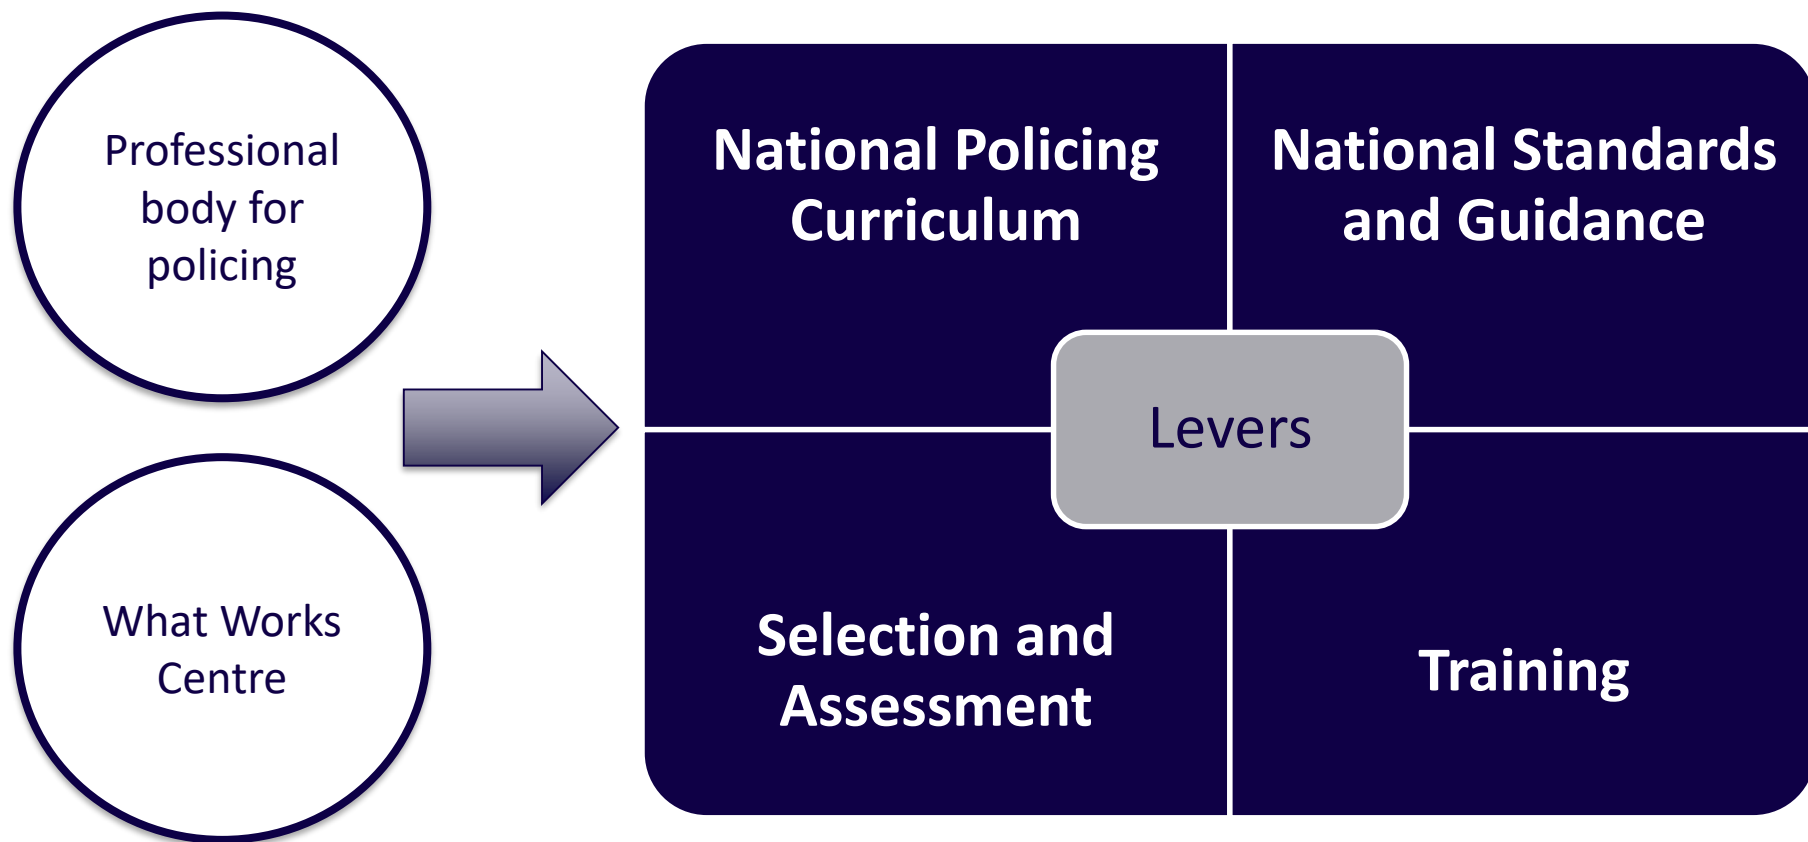 Professional
body for
policing
What Works
Centre
National Policing
Curriculum
National Standards
and Guidance
Levers
Selection and
Assessment
Training